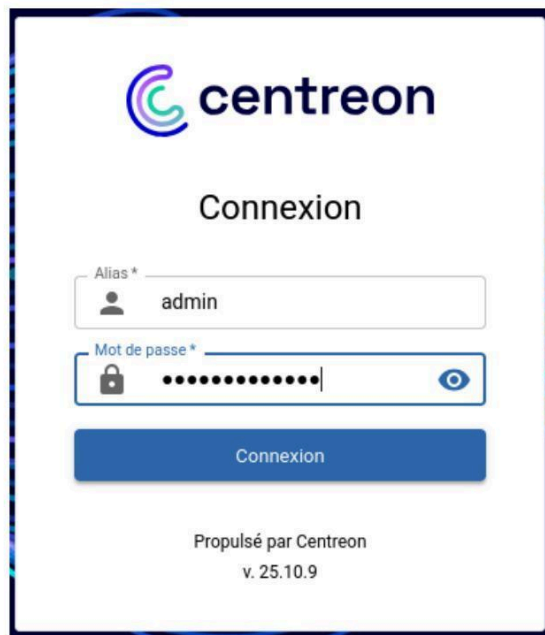 centreon
Connexion
Alias *
admin
Mot de passe *
•••••••••••••
Connexion
Propulsé par Centreon
v. 25.10.9